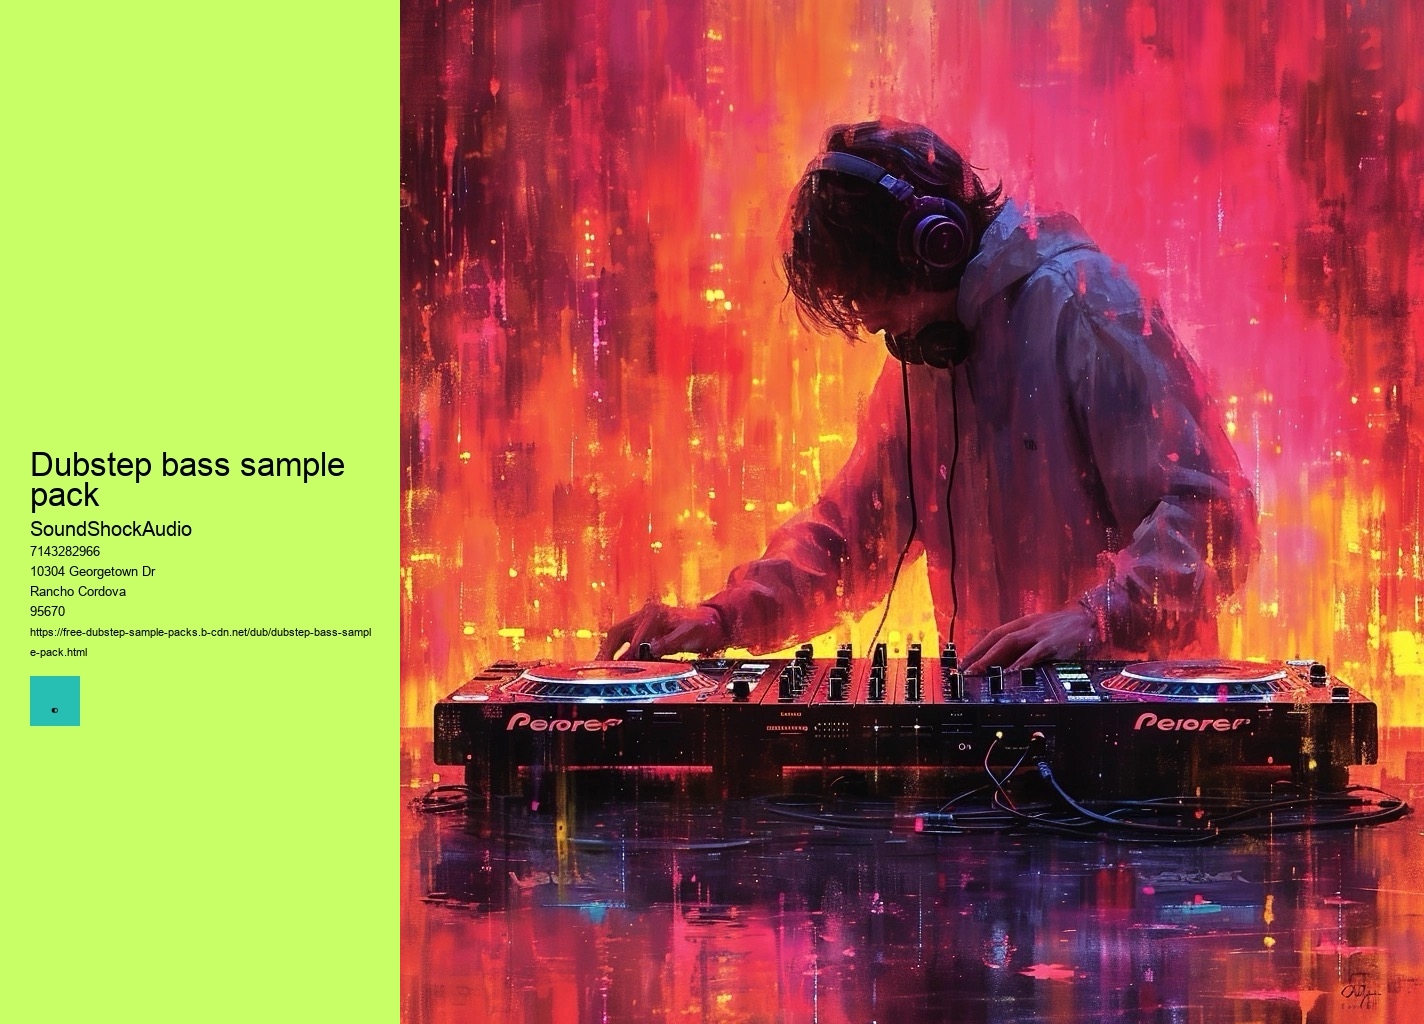 Dubstep bass sample
pack
SoundShockAudio
7143282966
10304 Georgetown Dr
Rancho Cordova
95670
https://free-dubstep-sample-packs.b-cdn.net/dub/dubstep-bass-sampl
e-pack.html
Peiorer
Peiorer